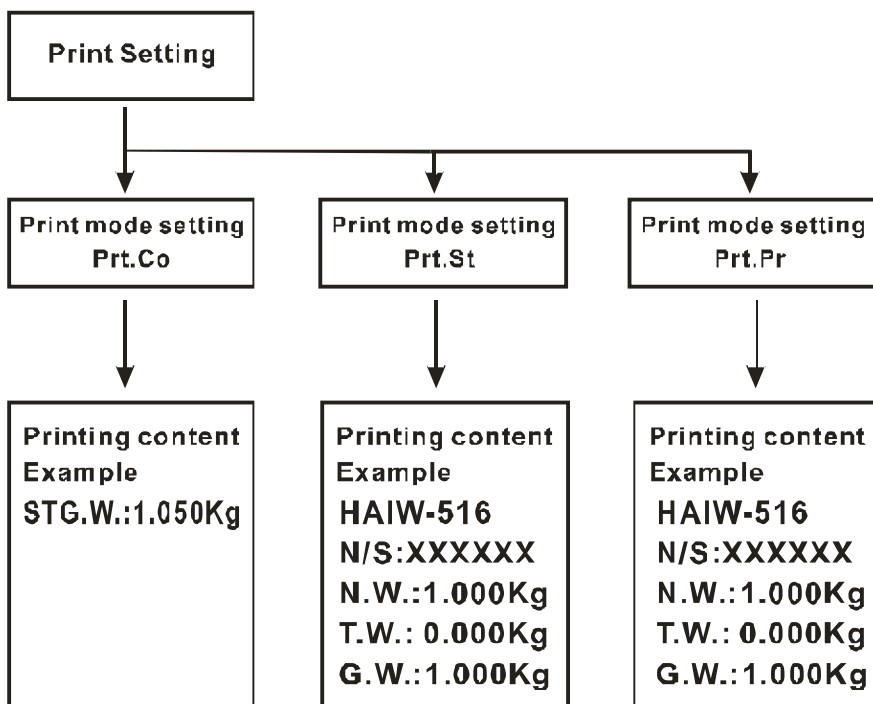 Print Setting
Print mode setting
Prt.Co
Print mode setting
Prt.St
Print mode setting
Prt.Pr
Printing content
Example
STG.W.:1.050Kg
Printing content
Example
HAIW-516
N/S:XXXXXX
N.W.:1.000Kg
T.W.: 0.000Kg
G.W.:1.000Kg
Printing content
Example
HAIW-516
N/S:XXXXXX
N.W.:1.000Kg
T.W.: 0.000Kg
G.W.:1.000Kg